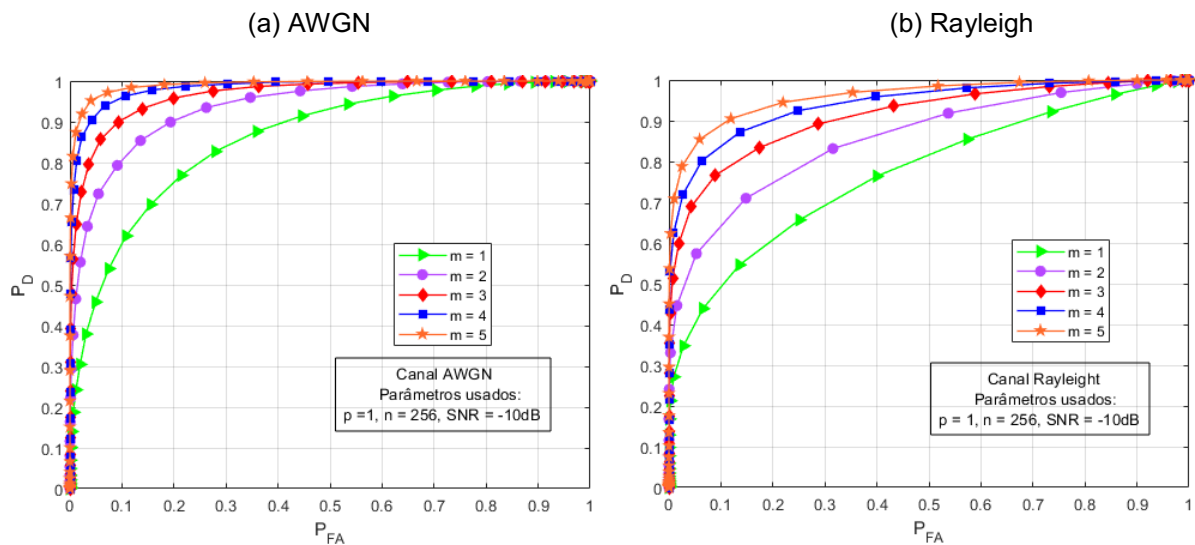 (a) AWGN
1
0.9
0.8
0.7
0.6
0.5
0.4
0.3
0.2
0.1
0
P_D
0 0.1 0.2 0.3 0.4 0.5 0.6 0.7 0.8 0.9 1
P_FA
m = 1
m = 2
m = 3
m = 4
m = 5
Canal AWGN
Parâmetros usados:
p =1, n = 256, SNR = -10dB
(b) Rayleigh
1
0.9
0.8
0.7
0.6
0.5
0.4
0.3
0.2
0.1
0
P_D
0 0.1 0.2 0.3 0.4 0.5 0.6 0.7 0.8 0.9 1
P_FA
m = 1
m = 2
m = 3
m = 4
m = 5
Canal Rayleight
Parâmetros usados:
p = 1, n = 256, SNR = -10dB